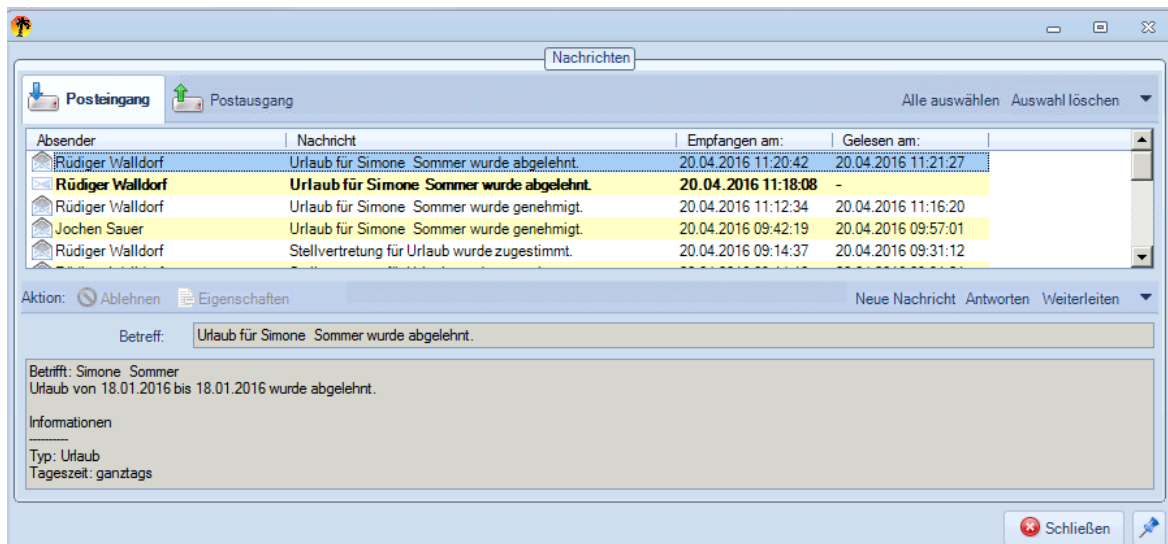 Nachrichten
Posteingang Postausgang Alle auswählen Auswahl löschen
Absender Nachricht Empfangen am: Gelesen am:
Rüdiger Walldorf Urlaub für Simone  Sommer wurde abgelehnt. 20.04.2016 11:20:42 20.04.2016 11:21:27
Rüdiger Walldorf Urlaub für Simone  Sommer wurde abgelehnt. 20.04.2016 11:18:08 -
Rüdiger Walldorf Urlaub für Simone  Sommer wurde genehmigt. 20.04.2016 11:12:34 20.04.2016 11:16:20
Jochen Sauer Urlaub für Simone  Sommer wurde genehmigt. 20.04.2016 09:42:19 20.04.2016 09:57:01
Rüdiger Walldorf Stellvertretung für Urlaub wurde zugestimmt. 20.04.2016 09:14:37 20.04.2016 09:31:12
Aktion: Ablehnen Eigenschaften Neue Nachricht Antworten Weiterleiten
Betreff: Urlaub für Simone  Sommer wurde abgelehnt.
Betrifft: Simone  Sommer
Urlaub von 18.01.2016 bis 18.01.2016 wurde abgelehnt.
Informationen
----------
Typ: Urlaub
Tageszeit: ganztags
Schließen